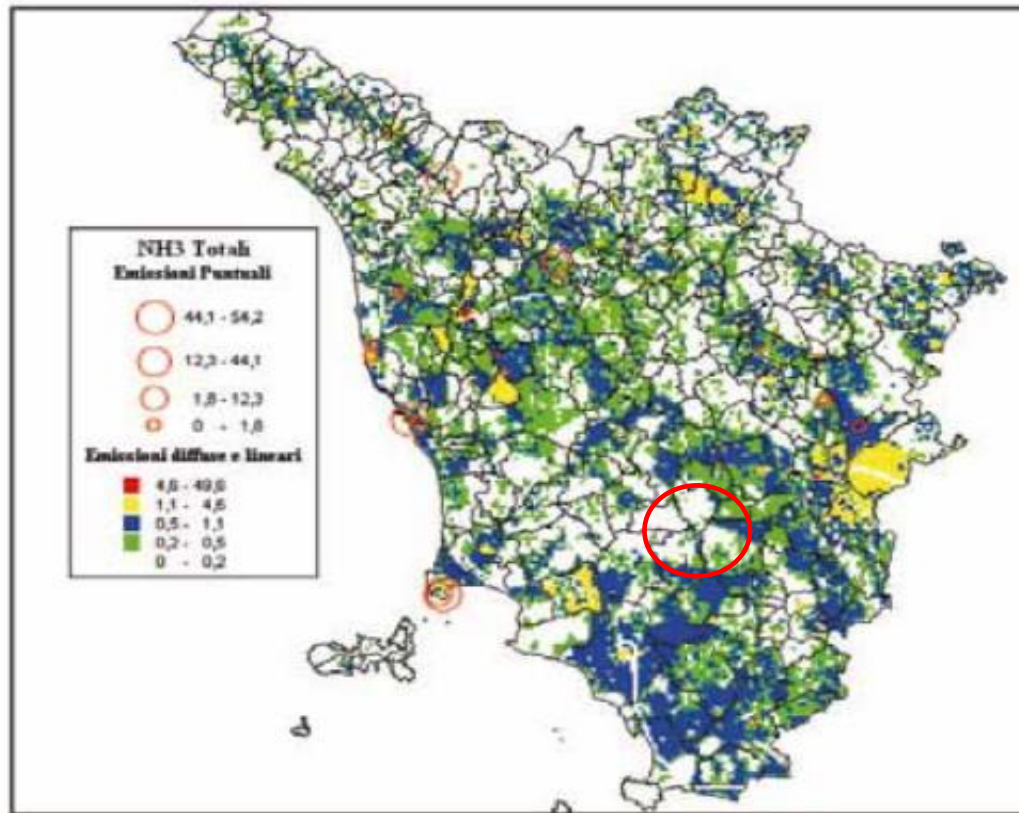 NH3 Totali
Emissioni Puntuali
44,1 - 54,2
12,3 - 44,1
1,8 - 12,3
0 - 1,8
Emissioni diffuse e lineari
4,6 - 49,6
1,1 - 4,6
0,5 - 1,1
0,2 - 0,5
0 - 0,2